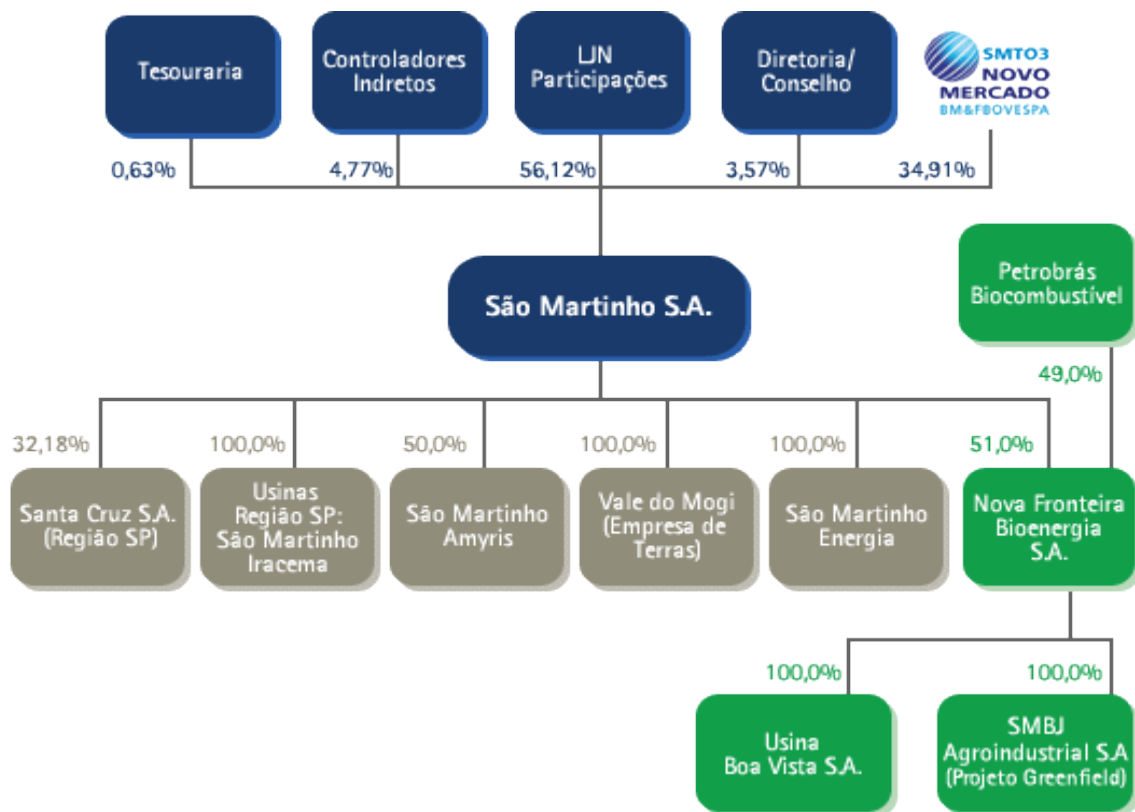 Tesouraria
Controladores
Indretos
LJN
Participações
Diretoria/
Conselho
SMTO3
NOVO
MERCADO
BM&FBOVESPA
0,63%
4,77%
56,12%
3,57%
34,91%
São Martinho S.A.
Petrobrás
Biocombustível
49,0%
32,18%
100,0%
50,0%
100,0%
100,0%
51,0%
Santa Cruz S.A.
(Região SP)
Usinas
Região SP:
São Martinho
Iracema
São Martinho
Amyris
Vale do Mogi
(Empresa de
Terras)
São Martinho
Energia
Nova Fronteira
Bioenergia
S.A.
100,0%
100,0%
Usina
Boa Vista S.A.
SMBJ
Agroindustrial S.A
(Projeto Greenfield)